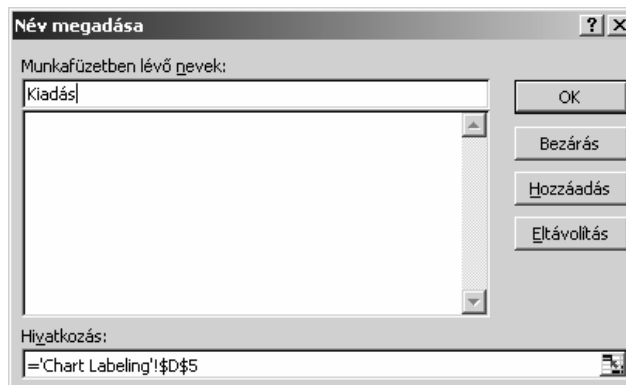 Név megadása
Munkafüzetben lévő nevek:
Kiadás
OK
Bezárás
Hozzáadás
Eltávolítás
Hivatkozás:
='Chart Labeling'!$D$5